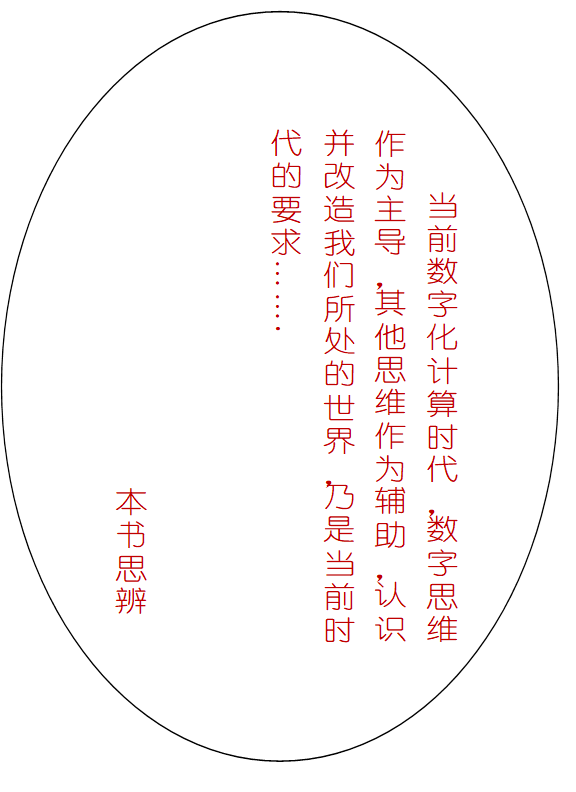 当前数字化计算时代，数字思维
作为主导，其他思维作为辅助，认识
并改造我们所处的世界，乃是当前时
代的要求……
本书思辨